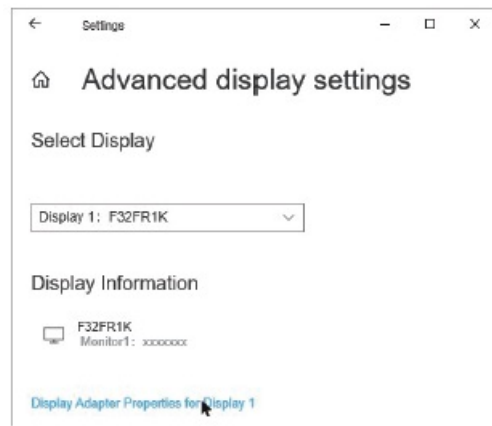 Settings
Advanced display settings
Select Display
Display 1: F32FR1K
Display Information
F32FR1K
Monitor1: xxxxxxx
Display Adapter Properties for Display 1